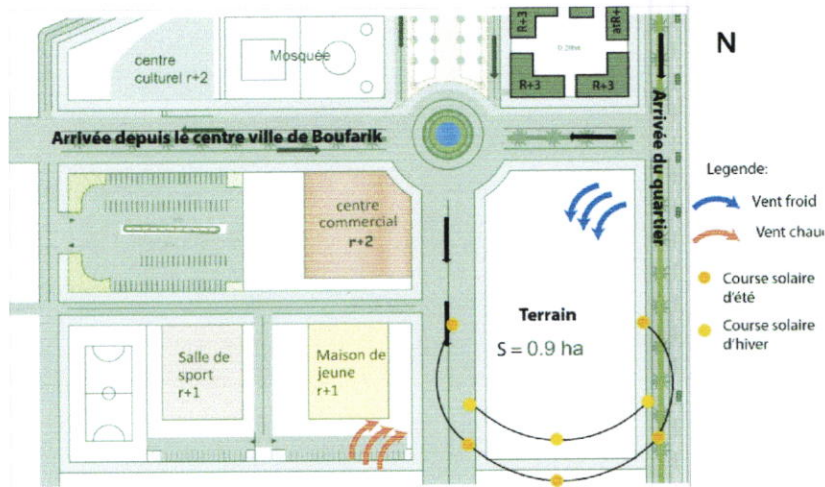 R+3
atR+
N
centre
culturel r+2
Mosquée
R+3
R+3
Arrivée depuis le centre ville de Boufarik
Arrivée du quartier
Legende:
Vent froid
Vent chau
centre
commercial
r+2
Course solaire
d'été
Course solaire
d'hiver
Terrain
S = 0.9 ha
Salle de
sport
r+1
Maison de
jeune
r+1